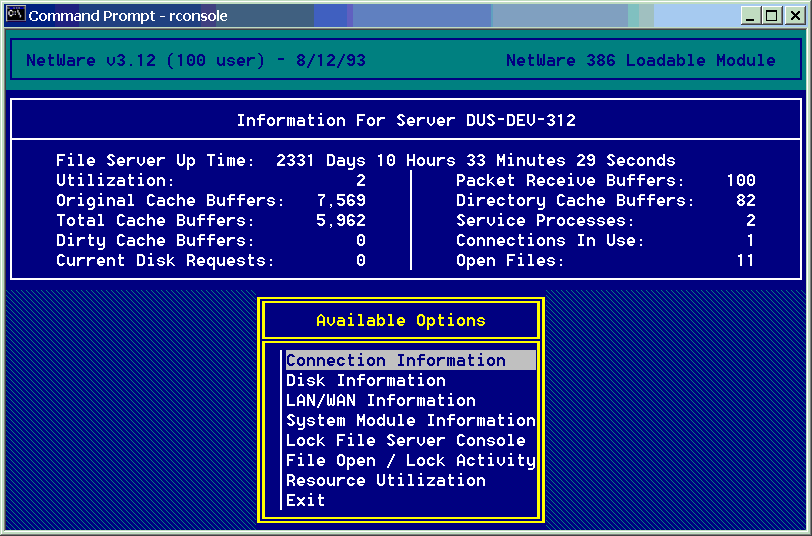 Command Prompt - rconsole
NetWare v3.12 (100 user) - 8/12/93 NetWare 386 Loadable Module
Information For Server DUS-DEV-312
File Server Up Time: 2331 Days 10 Hours 33 Minutes 29 Seconds
Utilization: 2 Packet Receive Buffers: 100
Original Cache Buffers: 7,569 Directory Cache Buffers: 82
Total Cache Buffers: 5,962 Service Processes: 2
Dirty Cache Buffers: 0 Connections In Use: 1
Current Disk Requests: 0 Open Files: 11
Available Options
Connection Information
Disk Information
LAN/WAN Information
System Module Information
Lock File Server Console
File Open / Lock Activity
Resource Utilization
Exit